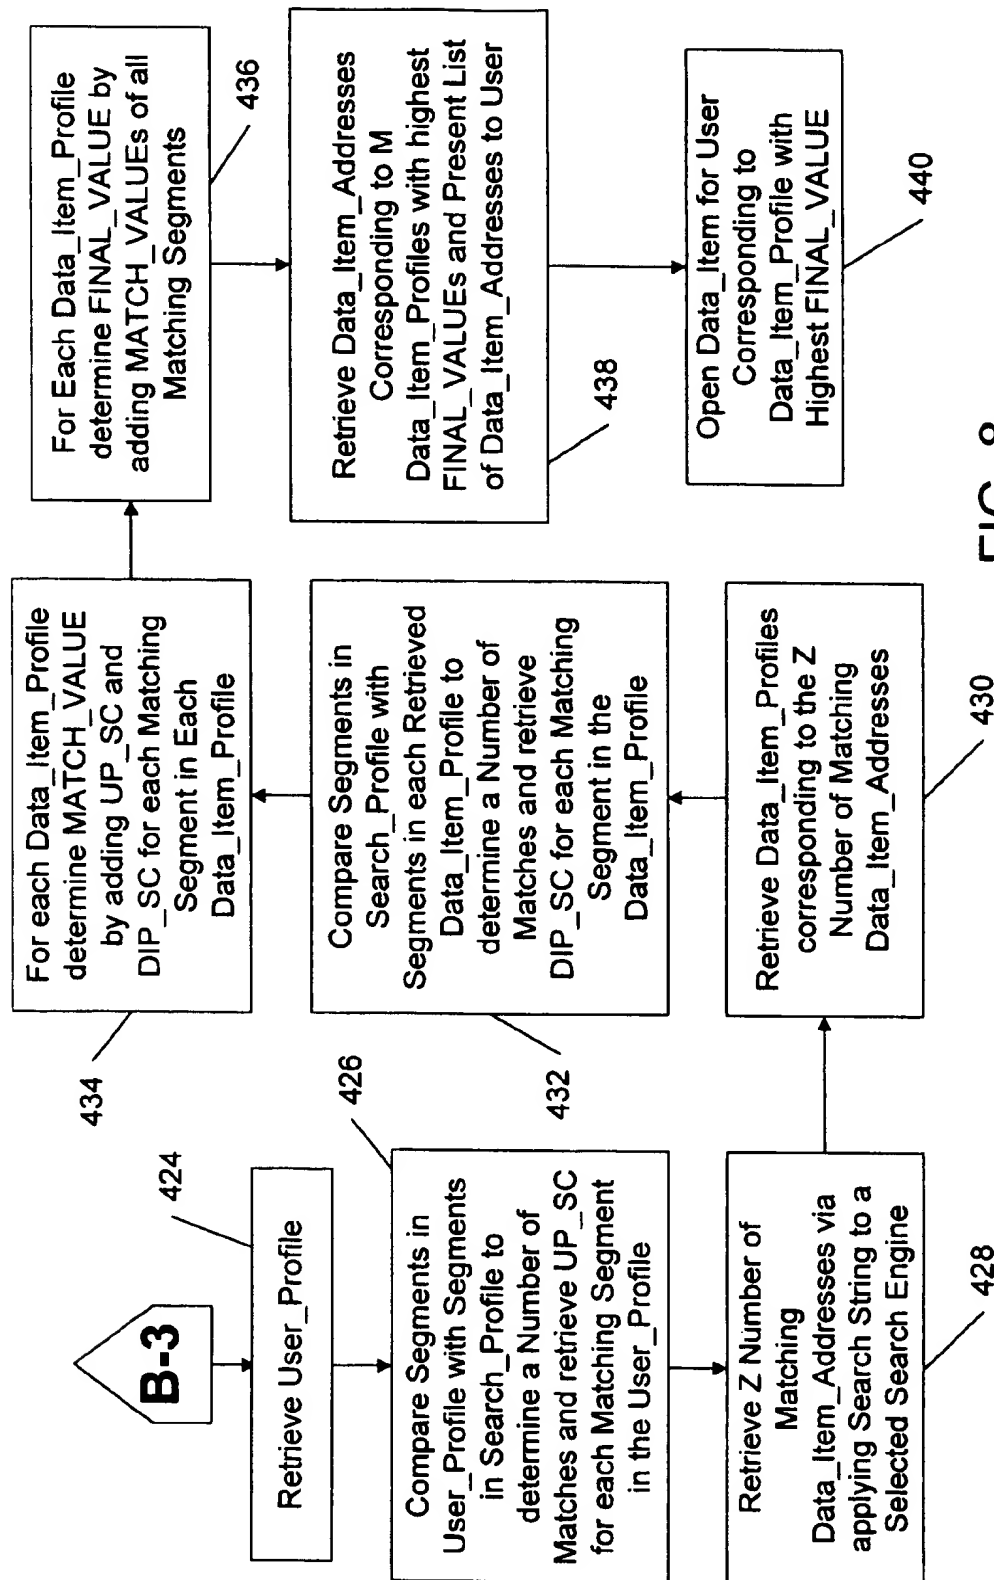 B-3
424
Retrieve User_Profile
426
Compare Segments in
User_Profile with Segments
in Search_Profile to
determine a Number of
Matches and retrieve UP_SC
for each Matching Segment
in the User_Profile
Retrieve Z Number of
Matching
Data_Item_Addresses via
applying Search String to a
Selected Search Engine
428
Retrieve Data_Item_Profiles
corresponding to the Z
Number of Matching
Data_Item_Addresses
430
Compare Segments in
Search_Profile with
Segments in each Retrieved
Data_Item_Profile to
determine a Number of
Matches and retrieve
DIP_SC for each Matching
Segment in the
Data_Item_Profile
432
For each Data_Item_Profile
determine MATCH_VALUE
by adding UP_SC and
DIP_SC for each Matching
Segment in Each
Data_Item_Profile
434
For Each Data_Item_Profile
determine FINAL_VALUE by
adding MATCH_VALUEs of all
Matching Segments
436
Retrieve Data_Item_Addresses
Corresponding to M
Data_Item_Profiles with highest
FINAL_VALUEs and Present List
of Data_Item_Addresses to User
438
Open Data_Item for User
Corresponding to
Data_Item_Profile with
Highest FINAL_VALUE
440
FIG. 8